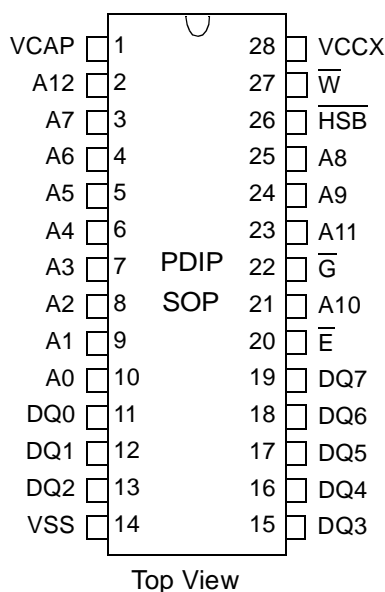 VCAP 1 28 VCCX
A12 2 27 W
A7 3 26 HSB
A6 4 25 A8
A5 5 24 A9
A4 6 23 A11
A3 7 PDIP 22 G
A2 8 SOP 21 A10
A1 9 20 E
A0 10 19 DQ7
DQ0 11 18 DQ6
DQ1 12 17 DQ5
DQ2 13 16 DQ4
VSS 14 15 DQ3
Top View